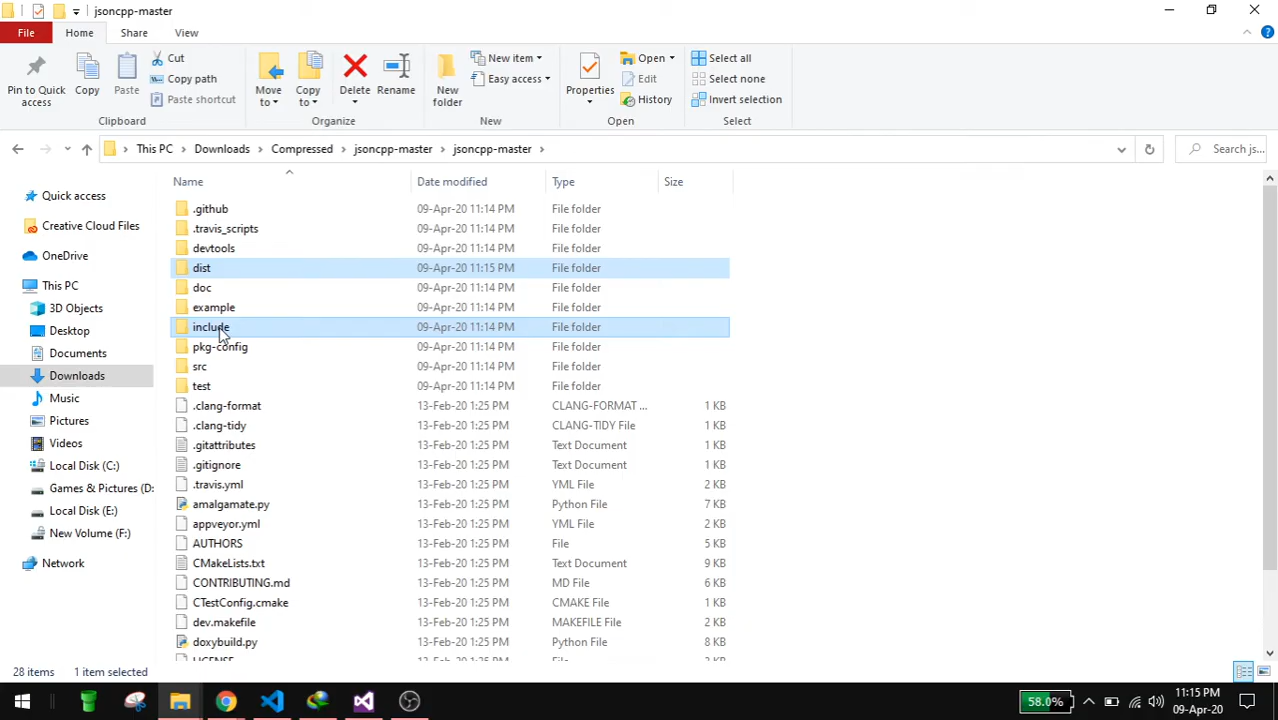 jsoncpp-master
File Home Share View
Pin to Quick access
Copy
Paste
Cut
Copy path
Paste shortcut
Clipboard
Move to
Copy to
Delete
Rename
Organize
New folder
New item
Easy access
New
Properties
Open
Edit
History
Open
Select all
Select none
Invert selection
Select
This PC Downloads Compressed jsoncpp-master jsoncpp-master
Search js...
Name Date modified Type Size
Quick access
Creative Cloud Files
OneDrive
This PC
3D Objects
Desktop
Documents
Downloads
Music
Pictures
Videos
Local Disk (C:)
Games & Pictures (D:
Local Disk (E:)
New Volume (F:)
Network
.github 09-Apr-20 11:14 PM File folder
.travis_scripts 09-Apr-20 11:14 PM File folder
devtools 09-Apr-20 11:14 PM File folder
dist 09-Apr-20 11:15 PM File folder
doc 09-Apr-20 11:14 PM File folder
example 09-Apr-20 11:14 PM File folder
include 09-Apr-20 11:14 PM File folder
pkg-config 09-Apr-20 11:14 PM File folder
src 09-Apr-20 11:14 PM File folder
test 09-Apr-20 11:14 PM File folder
.clang-format 13-Feb-20 1:25 PM CLANG-FORMAT ... 1 KB
.clang-tidy 13-Feb-20 1:25 PM CLANG-TIDY File 1 KB
.gitattributes 13-Feb-20 1:25 PM Text Document 1 KB
.gitignore 13-Feb-20 1:25 PM Text Document 1 KB
.travis.yml 13-Feb-20 1:25 PM YML File 2 KB
amalgamate.py 13-Feb-20 1:25 PM Python File 7 KB
appveyor.yml 13-Feb-20 1:25 PM YML File 2 KB
AUTHORS 13-Feb-20 1:25 PM File 5 KB
CMakeLists.txt 13-Feb-20 1:25 PM Text Document 9 KB
CONTRIBUTING.md 13-Feb-20 1:25 PM MD File 6 KB
CTestConfig.cmake 13-Feb-20 1:25 PM CMAKE File 1 KB
dev.makefile 13-Feb-20 1:25 PM MAKEFILE File 2 KB
doxybuild.py 13-Feb-20 1:25 PM Python File 8 KB
28 items 1 item selected
58.0%
11:15 PM
09-Apr-20